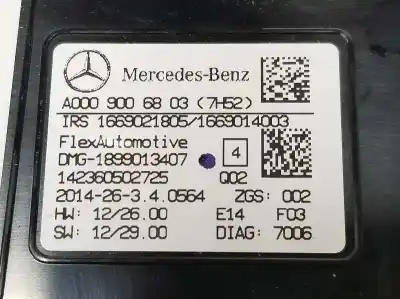 Mercedes-Benz
A000 900 68 03 (7H52)
IRS 1669021805/1669014003
FlexAutomotive
DMG-1899013407 4
142360502725 Q02
2014-26-3.4.0564 ZGS: 002
HW: 12/26.00 E14 F03
SW: 12/29.00 DIAG: 7006